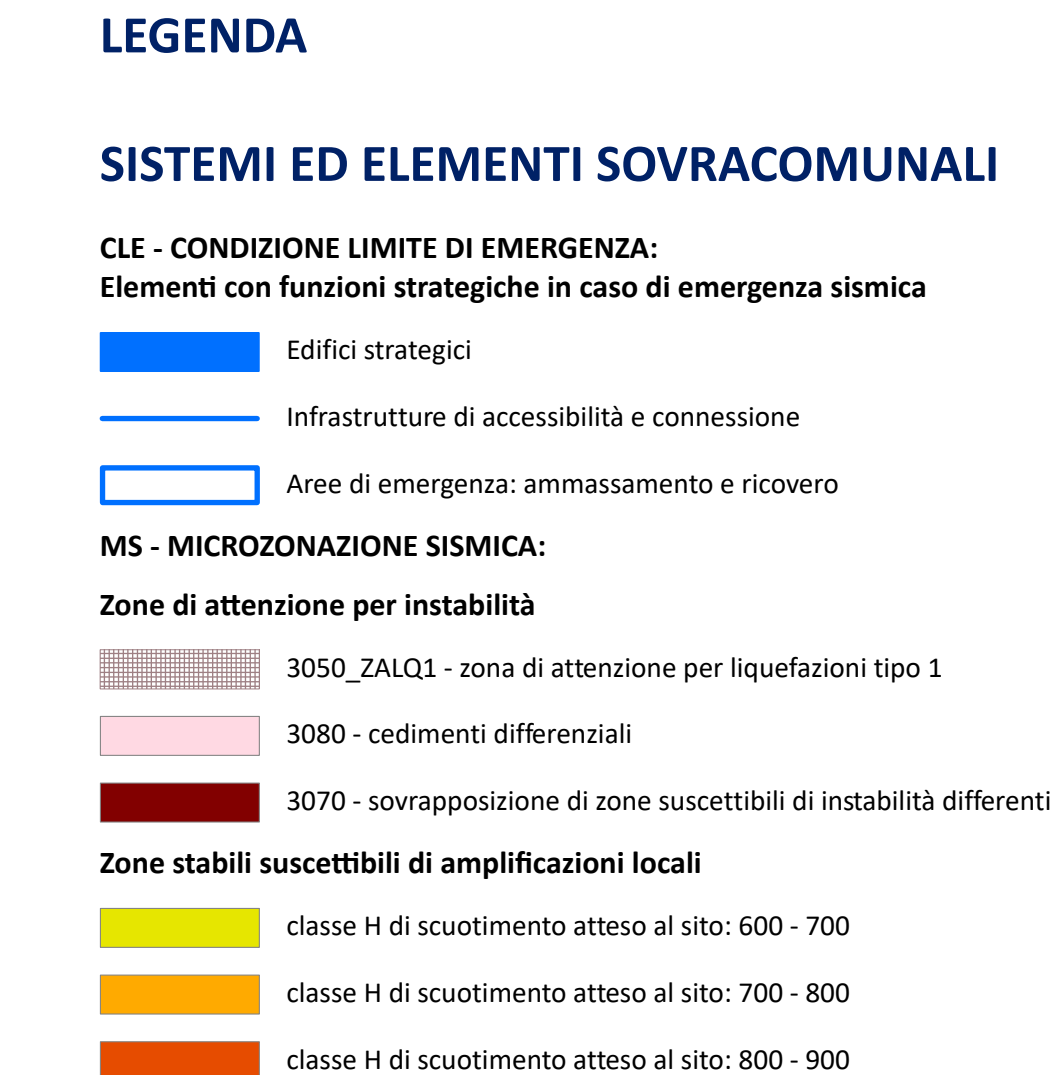 LEGENDA
SISTEMI ED ELEMENTI SOVRACOMUNALI
CLE - CONDIZIONE LIMITE DI EMERGENZA:
Elementi con funzioni strategiche in caso di emergenza sismica
Edifici strategici
Infrastrutture di accessibilità e connessione
Aree di emergenza: ammassamento e ricovero
MS - MICROZONAZIONE SISMICA:
Zone di attenzione per instabilità
3050_ZALQ1 - zona di attenzione per liquefazioni tipo 1
3080 - cedimenti differenziali
3070 - sovrapposizione di zone suscettibili di instabilità differenti
Zone stabili suscettibili di amplificazioni locali
classe H di scuotimento atteso al sito: 600 - 700
classe H di scuotimento atteso al sito: 700 - 800
classe H di scuotimento atteso al sito: 800 - 900